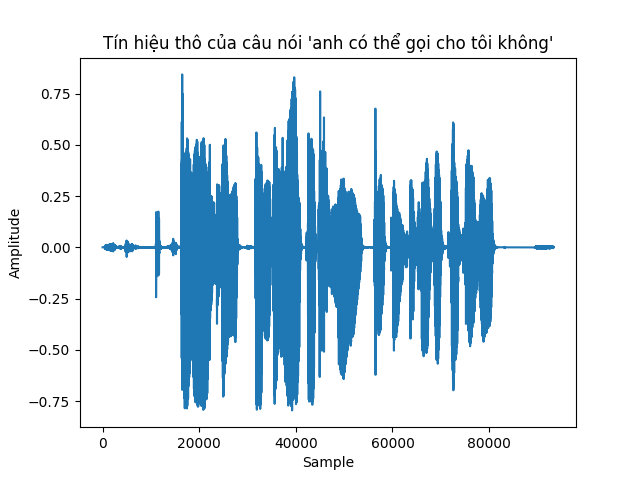 Tín hiệu thô của câu nói 'anh có thể gọi cho tôi không'
0.75
0.50
0.25
0.00
−0.25
−0.50
−0.75
Amplitude
0 20000 40000 60000 80000
Sample